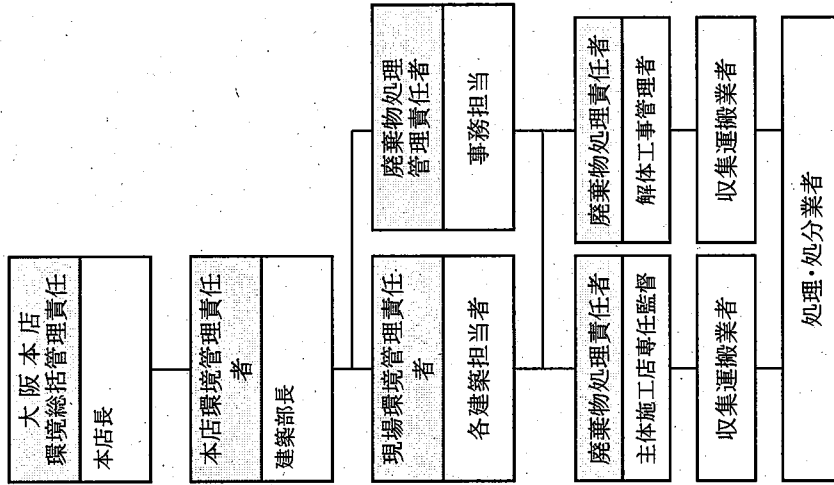 大阪本店
環境総括管理責任
本店長
本店環境管理責任
者
建築部長
現場環境管理責任
者
各建築担当者
廃棄物処理
管理責任者
事務担当
廃棄物処理責任者
主体施工店専任監督
廃棄物処理責任者
解体工事管理者
収集運搬業者
収集運搬業者
処理・処分業者